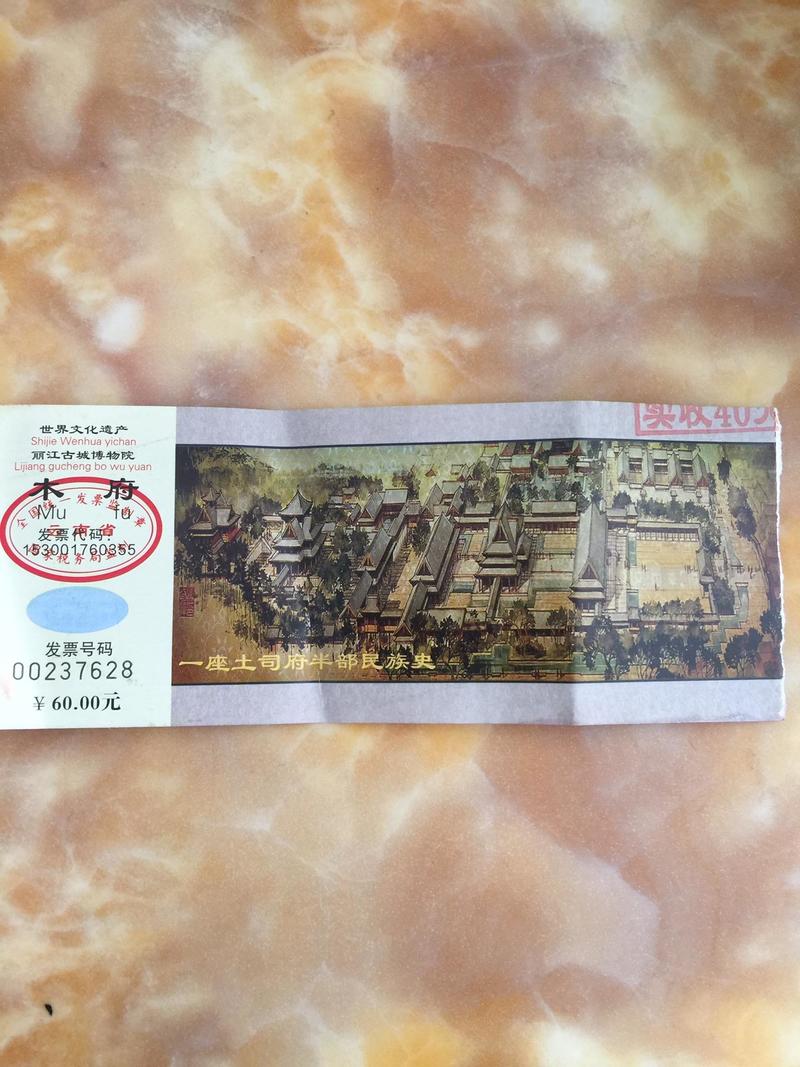 世界文化遗产
Shijie Wenhua yichan
丽江古城博物院
Lijiang gucheng bo wu yuan
木 府
Mu fu
全国统一发票监制章
云南省
发票代码：
153001760355
国家税务局监制
发票号码
00237628
￥60.00元
一座土司府半部民族史
实收40元